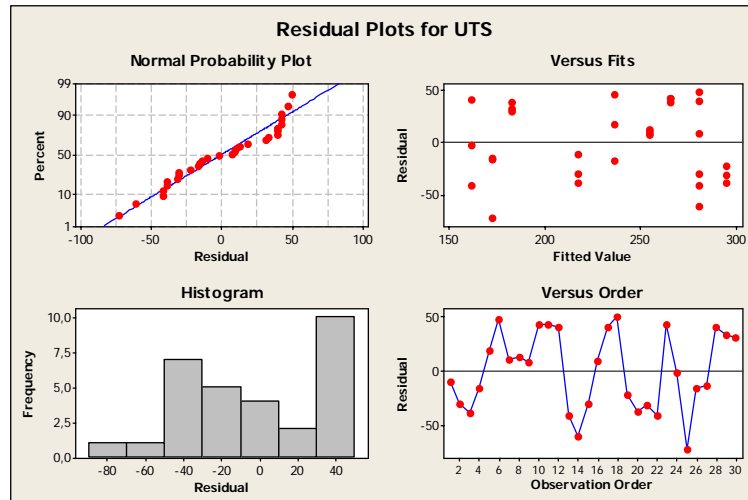 Residual Plots for UTS
Normal Probability Plot
99
90
50
10
1
Percent
-100 -50 0 50 100
Residual
Versus Fits
50
0
-50
Residual
150 200 250 300
Fitted Value
Histogram
10,0
7,5
5,0
2,5
0,0
Frequency
-80 -60 -40 -20 0 20 40
Residual
Versus Order
50
0
-50
Residual
2 4 6 8 10 12 14 16 18 20 22 24 26 28 30
Observation Order